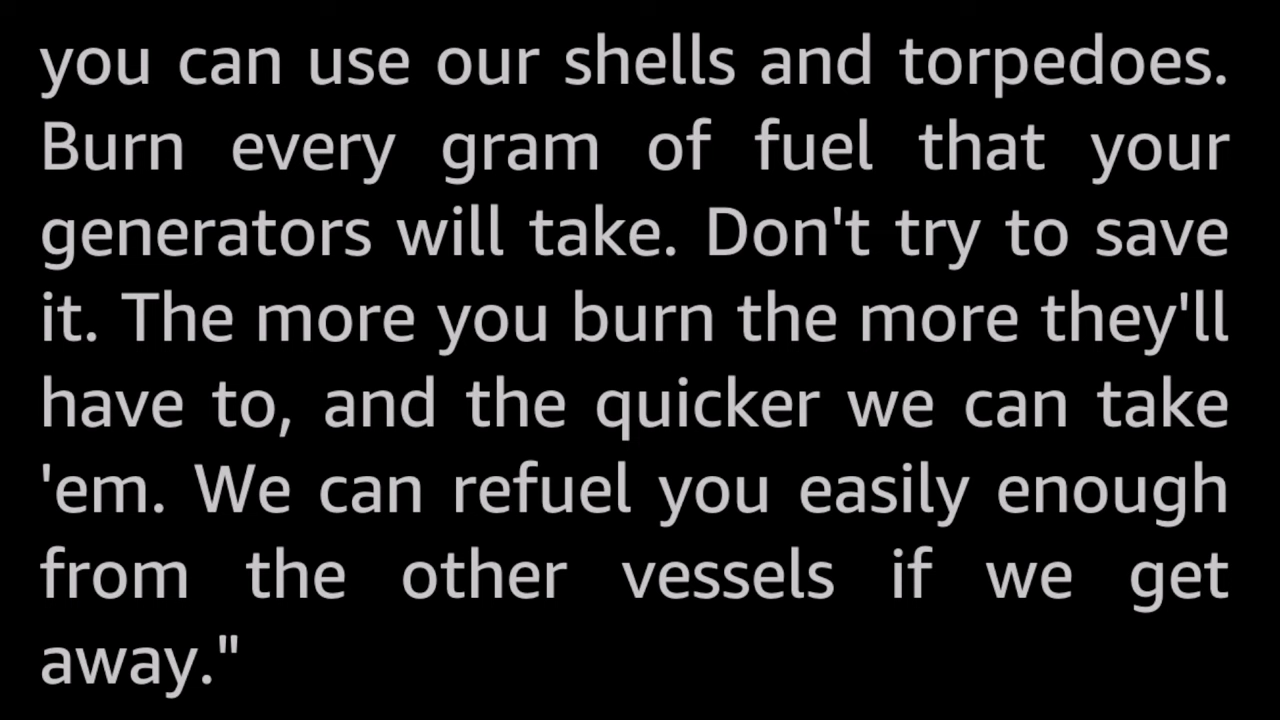 you can use our shells and torpedoes.
Burn every gram of fuel that your
generators will take. Don't try to save
it. The more you burn the more they'll
have to, and the quicker we can take
'em. We can refuel you easily enough
from the other vessels if we get
away."